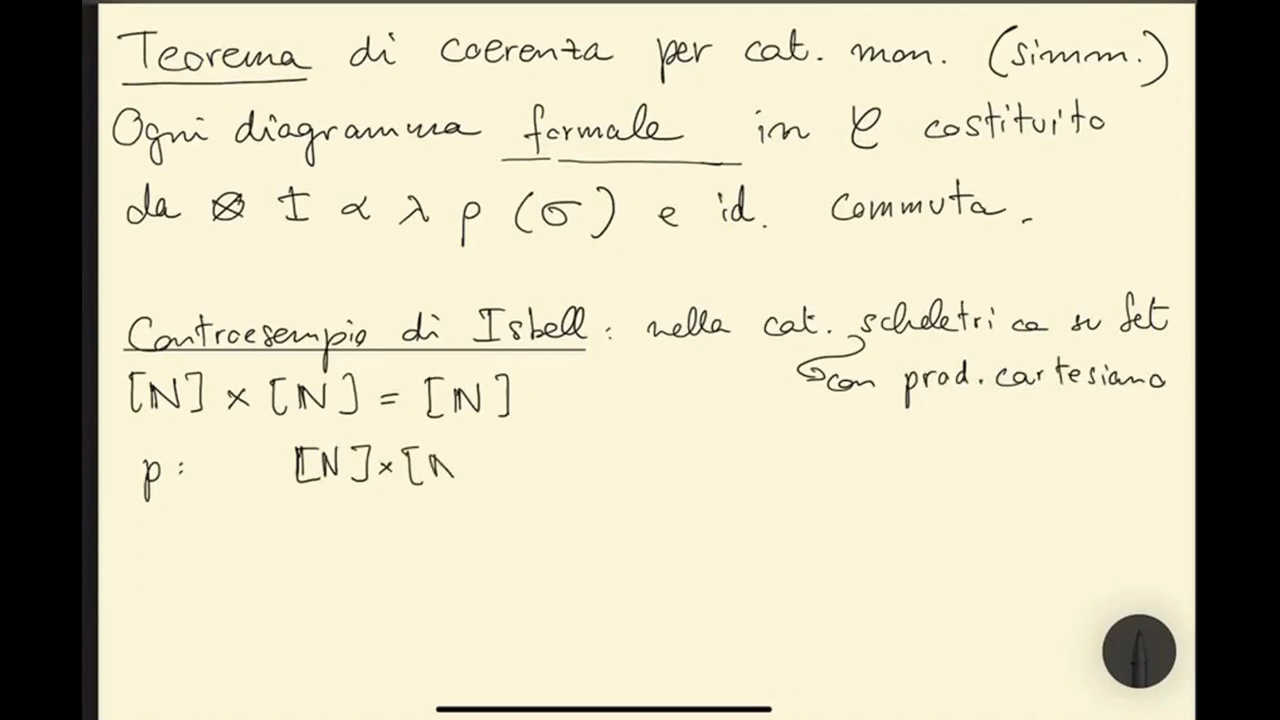 Teorema di coerenza per cat. mon. (simm.)
Ogni diagramma formale in C costituito
da ⊗ I α λ ρ (σ) e id. commuta.
Controesempio di Isbell: nella cat. scheletrica su Set
con prod. cartesiano
[N] × [N] = [N]
p: [N] × [N